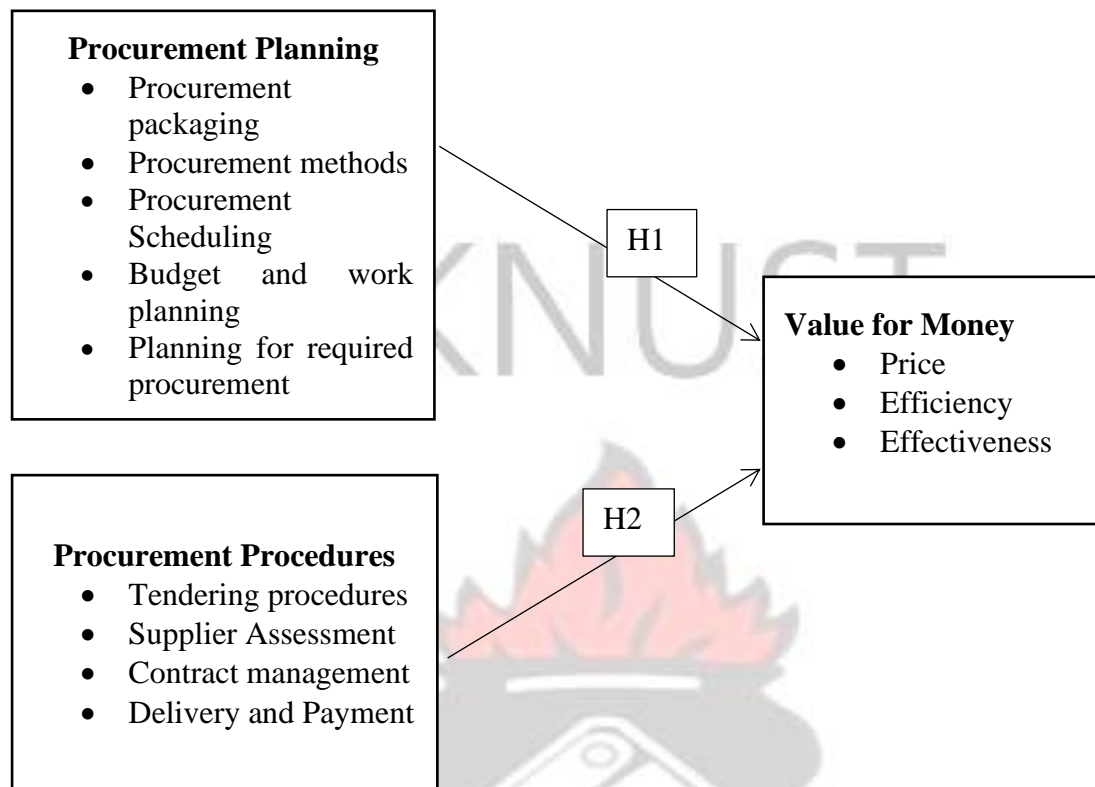 Procurement Planning
• Procurement
packaging
• Procurement methods
• Procurement
Scheduling
• Budget and work
planning
• Planning for required
procurement
H1
KNUST
Value for Money
• Price
• Efficiency
• Effectiveness
H2
Procurement Procedures
• Tendering procedures
• Supplier Assessment
• Contract management
• Delivery and Payment